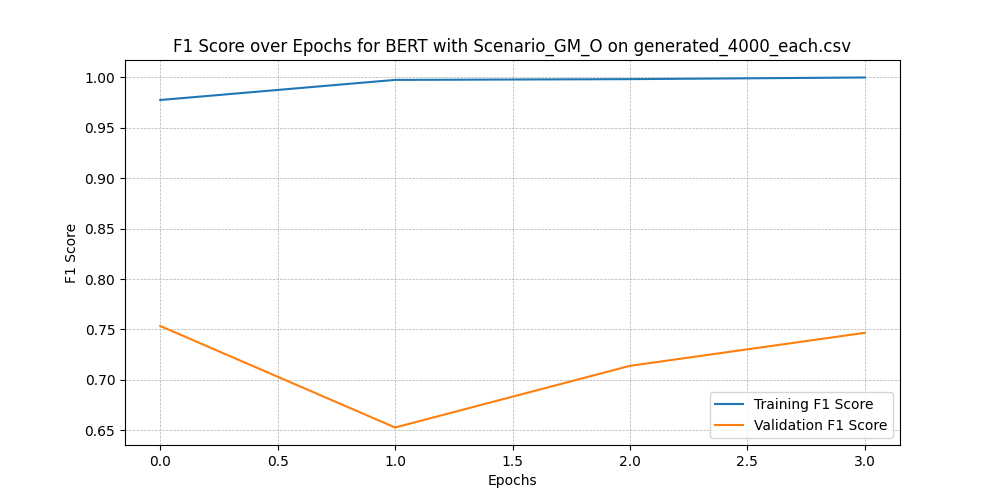 F1 Score over Epochs for BERT with Scenario_GM_O on generated_4000_each.csv
F1 Score
1.00
0.95
0.90
0.85
0.80
0.75
0.70
0.65
Training F1 Score
Validation F1 Score
0.0 0.5 1.0 1.5 2.0 2.5 3.0
Epochs